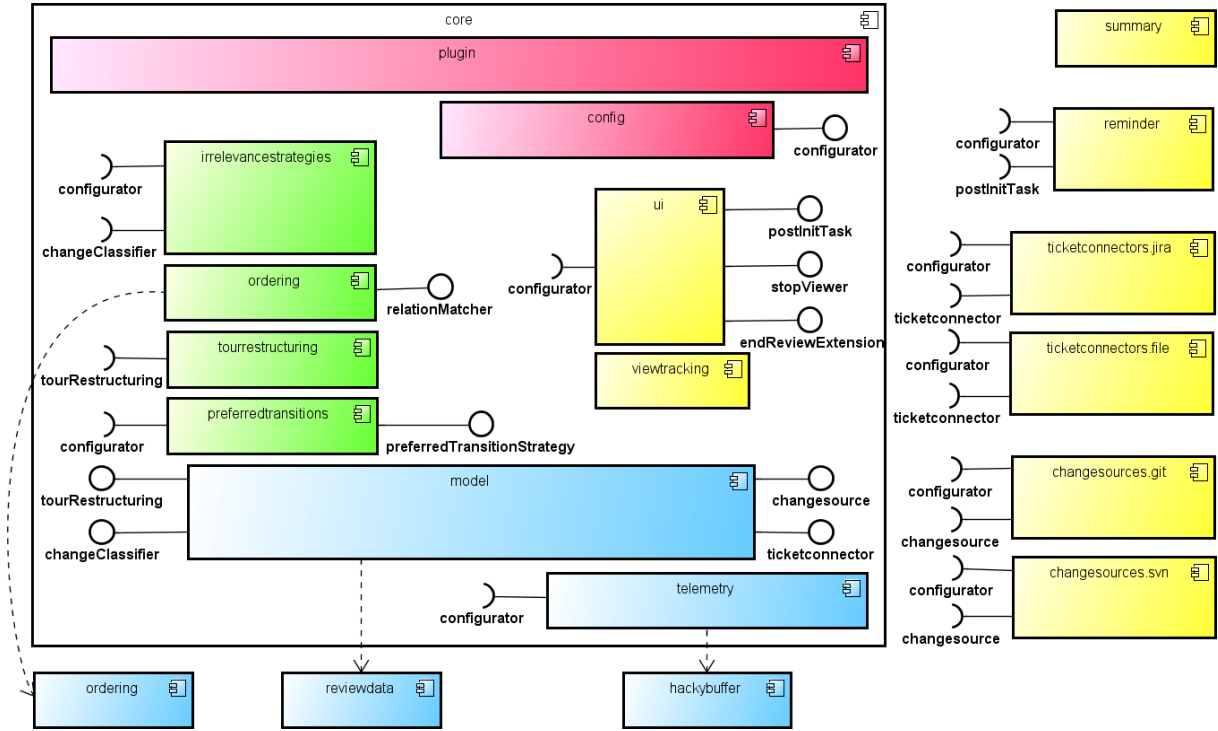 core
summary
plugin
config
configurator
reminder
configurator
postInitTask
irrelevancestrategies
configurator
changeClassifier
ui
postInitTask
stopViewer
endReviewExtension
configurator
ticketconnectors.jira
configurator
ticketconnector
ordering
relationMatcher
tourrestructuring
tourRestructuring
viewtracking
ticketconnectors.file
configurator
ticketconnector
preferredtransitions
configurator
preferredTransitionStrategy
model
tourRestructuring
changeClassifier
changesource
ticketconnector
changesources.git
configurator
changesource
telemetry
configurator
changesources.svn
configurator
changesource
ordering
reviewdata
hackybuffer